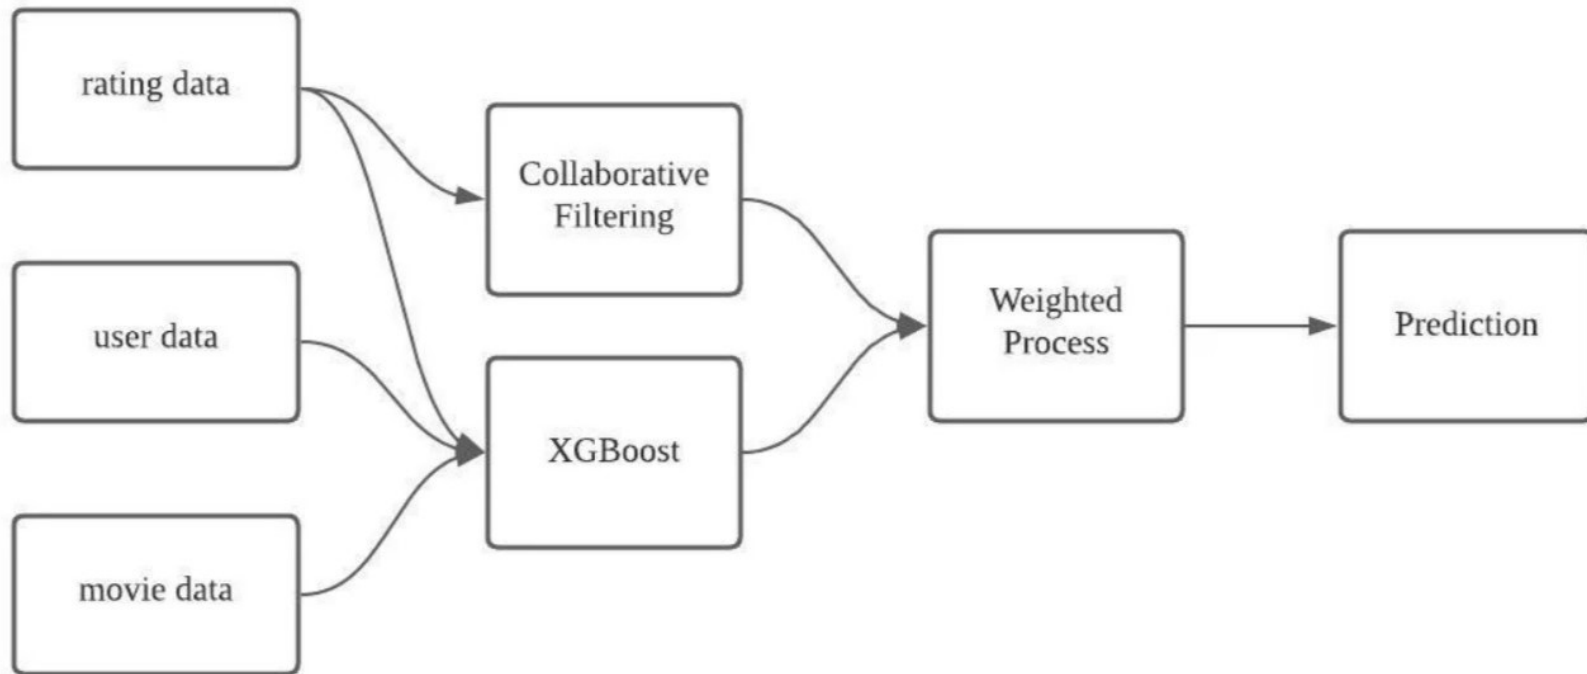 rating data
user data
movie data
Collaborative
Filtering
XGBoost
Weighted
Process
Prediction